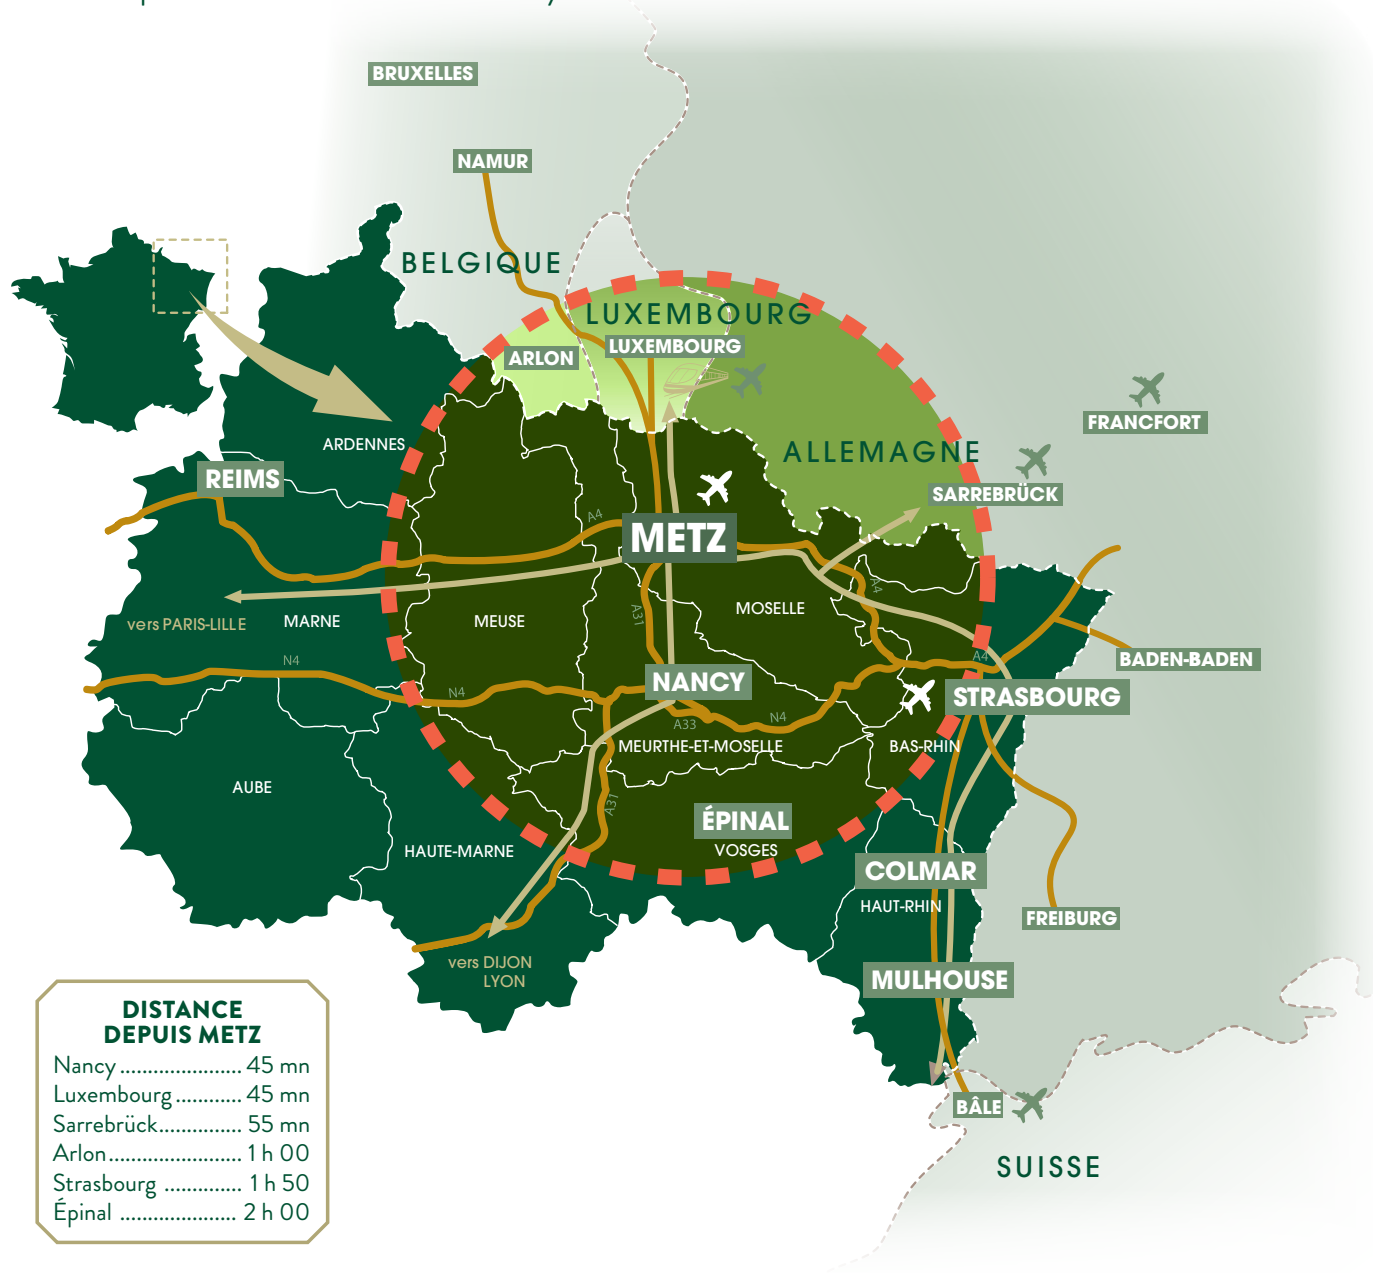 BRUXELLES
NAMUR
BELGIQUE
LUXEMBOURG
LUXEMBOURG
ARLON
FRANCFORT
ARDENNES
ALLEMAGNE
REIMS
SARREBRÜCK
A4
METZ
A4
A31
MOSELLE
vers PARIS-LILLE
MARNE
MEUSE
N4
A4
BADEN-BADEN
NANCY
N4
STRASBOURG
A33
N4
MEURTHE-ET-MOSELLE
BAS-RHIN
AUBE
A31
ÉPINAL
VOSGES
HAUTE-MARNE
COLMAR
HAUT-RHIN
FREIBURG
vers DIJON
LYON
MULHOUSE
BÂLE
SUISSE
DISTANCE
DEPUIS METZ
Nancy ...................... 45 mn
Luxembourg ............ 45 mn
Sarrebrück............... 55 mn
Arlon........................ 1 h 00
Strasbourg .............. 1 h 50
Épinal ..................... 2 h 00